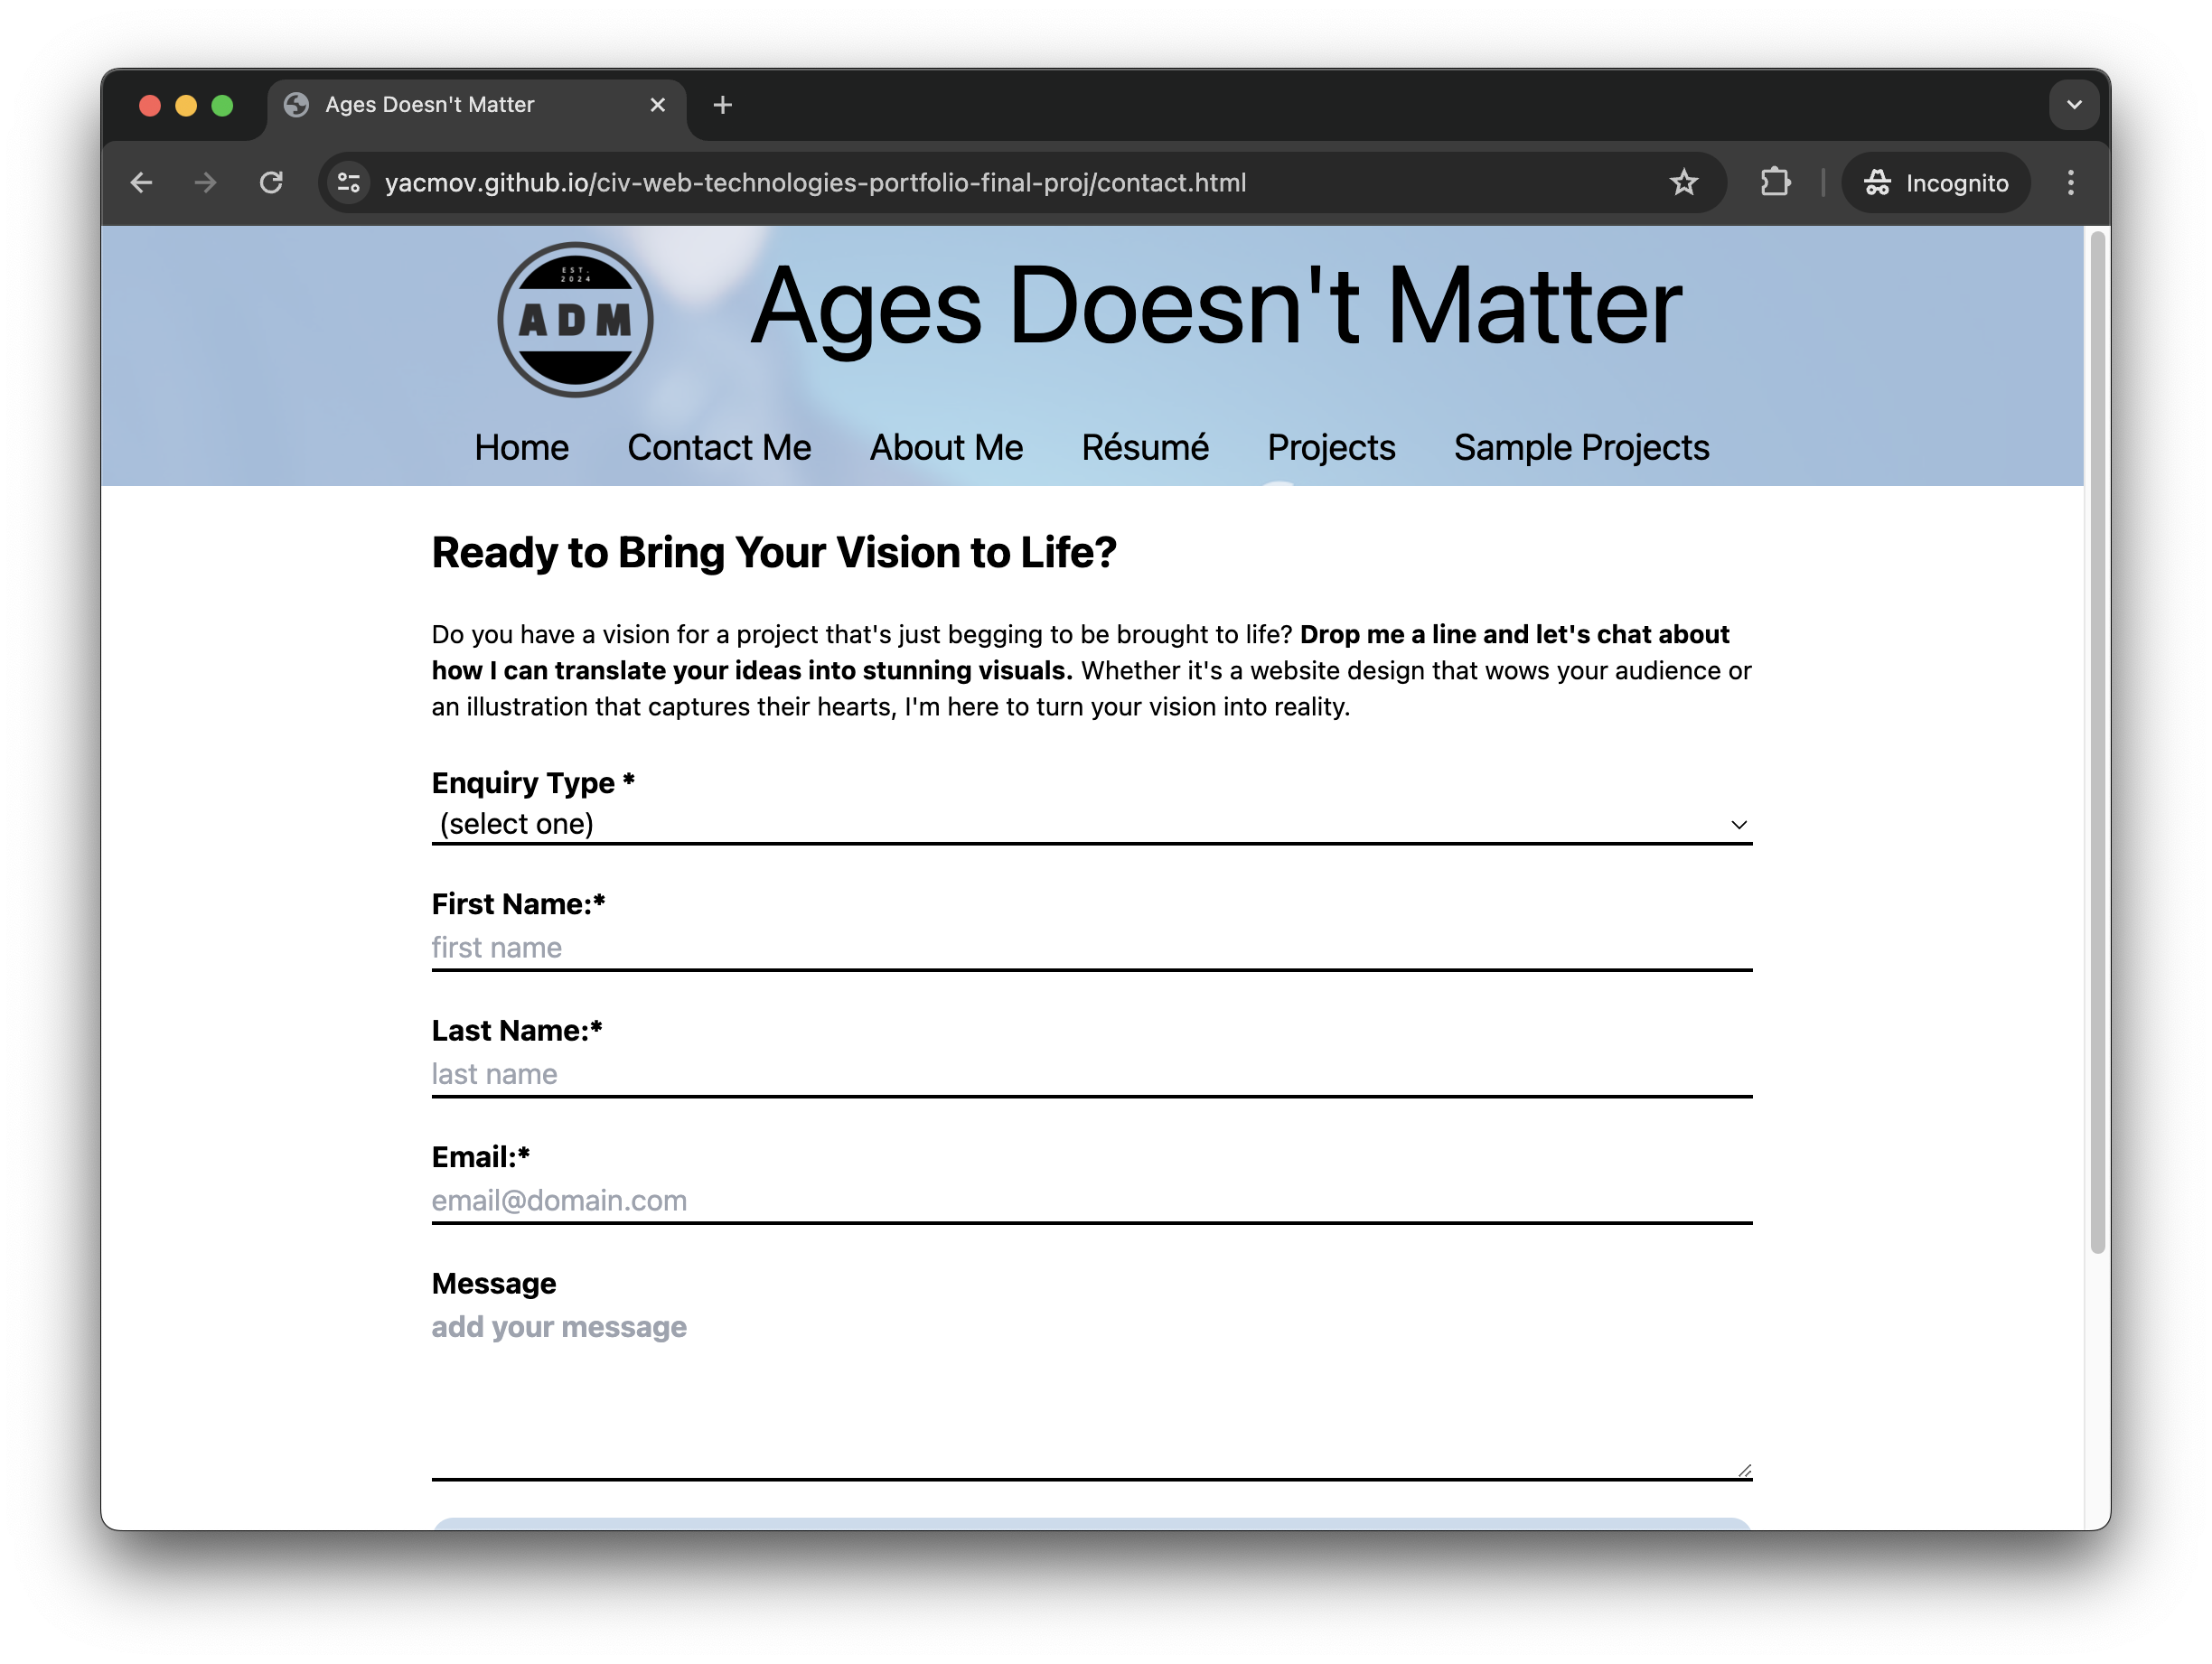 Ages Doesn't Matter
yacmov.github.io/civ-web-technologies-portfolio-final-proj/contact.html
Incognito
EST.
2024
ADM
Ages Doesn't Matter
Home Contact Me About Me Résumé Projects Sample Projects
Ready to Bring Your Vision to Life?
Do you have a vision for a project that's just begging to be brought to life? Drop me a line and let's chat about
how I can translate your ideas into stunning visuals. Whether it's a website design that wows your audience or
an illustration that captures their hearts, I'm here to turn your vision into reality.
Enquiry Type *
(select one)
First Name:*
first name
Last Name:*
last name
Email:*
email@domain.com
Message
add your message